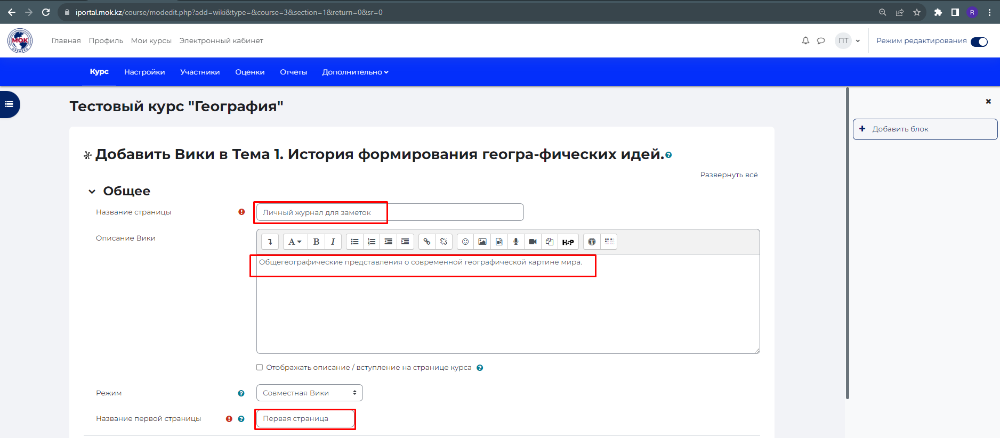 iportal.mok.kz/course/modedit.php?add=wiki&type=&course=3&section=1&return=0&sr=0
R
МОК
Главная Профиль Мои курсы Электронный кабинет
ПТ
Режим редактирования
Курс Настройки Участники Оценки Отчеты Дополнительно
Тестовый курс "География"
Добавить блок
Добавить Вики в Тема 1. История формирования геогра-фических идей.
Развернуть всё
Общее
Название страницы
Личный журнал для заметок
Описание Вики
A B I
H5P
Общегеографические представления о современной географической картине мира.
Отображать описание / вступление на странице курса
Режим
Совместная Вики
Название первой страницы
Первая страница